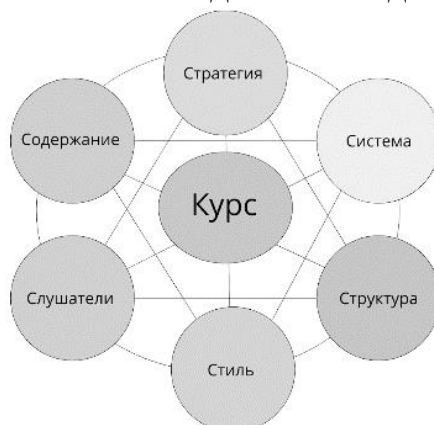 Стратегия
Содержание
Система
Курс
Слушатели
Структура
Стиль